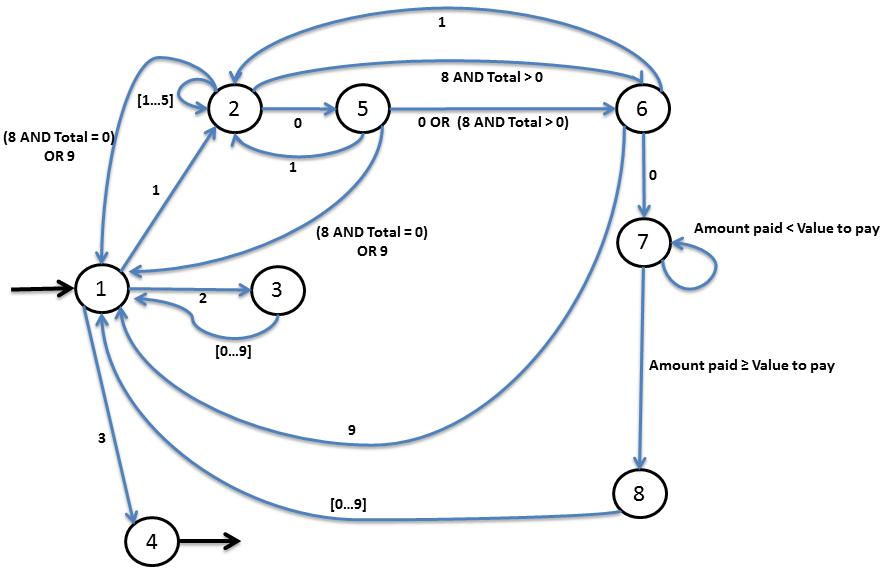 1
8 AND Total > 0
[1...5]
2
5
6
0
0 OR (8 AND Total > 0)
(8 AND Total = 0)
OR 9
1
1
0
(8 AND Total = 0)
OR 9
7
Amount paid < Value to pay
1
2
3
[0...9]
Amount paid ≥ Value to pay
9
3
[0...9]
8
4